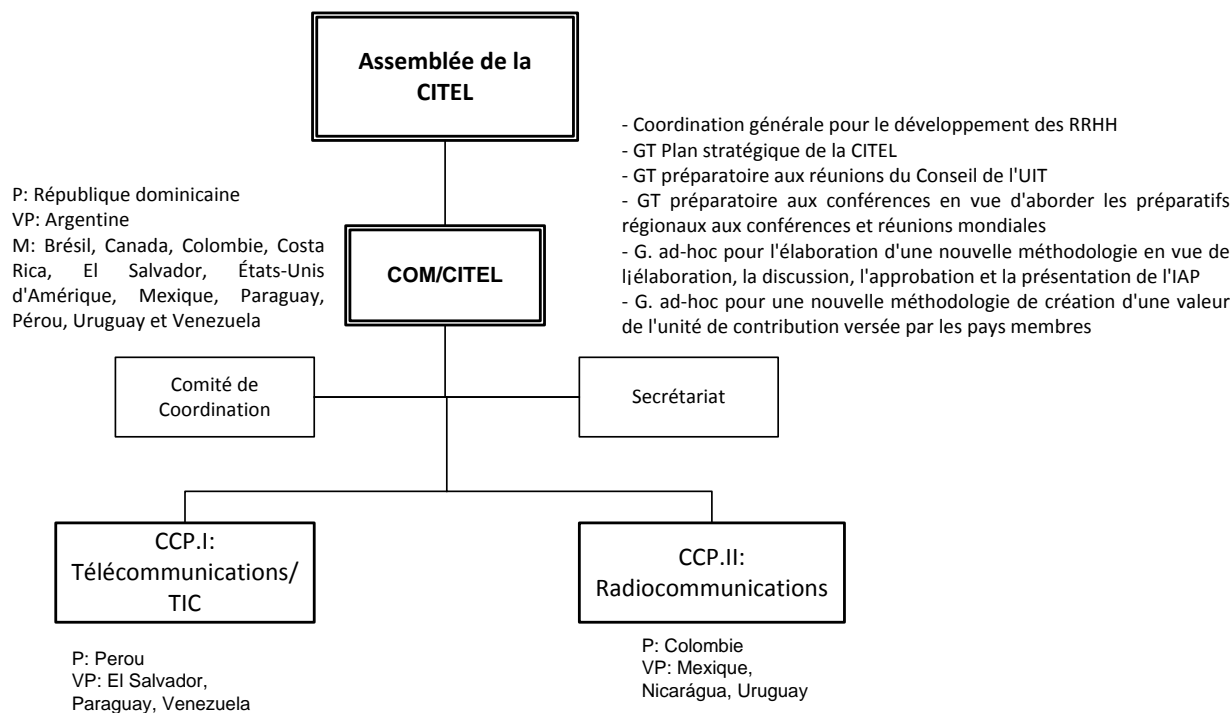 Assemblée de la
CITEL
P: République dominicaine
VP: Argentine
M: Brésil, Canada, Colombie, Costa
Rica, El Salvador, États-Unis
d'Amérique, Mexique, Paraguay,
Pérou, Uruguay et Venezuela
COM/CITEL
- Coordination générale pour le développement des RRHH
- GT Plan stratégique de la CITEL
- GT préparatoire aux réunions du Conseil de l'UIT
- GT préparatoire aux conférences en vue d'aborder les préparatifs
régionaux aux conférences et réunions mondiales
- G. ad-hoc pour l'élaboration d'une nouvelle méthodologie en vue de
l¡élaboration, la discussion, l'approbation et la présentation de l'IAP
- G. ad-hoc pour une nouvelle méthodologie de création d'une valeur
de l'unité de contribution versée par les pays membres
Comité de
Coordination
Secrétariat
CCP.I:
Télécommunications/
TIC
CCP.II:
Radiocommunications
P: Perou
VP: El Salvador,
Paraguay, Venezuela
P: Colombie
VP: Mexique,
Nicarágua, Uruguay